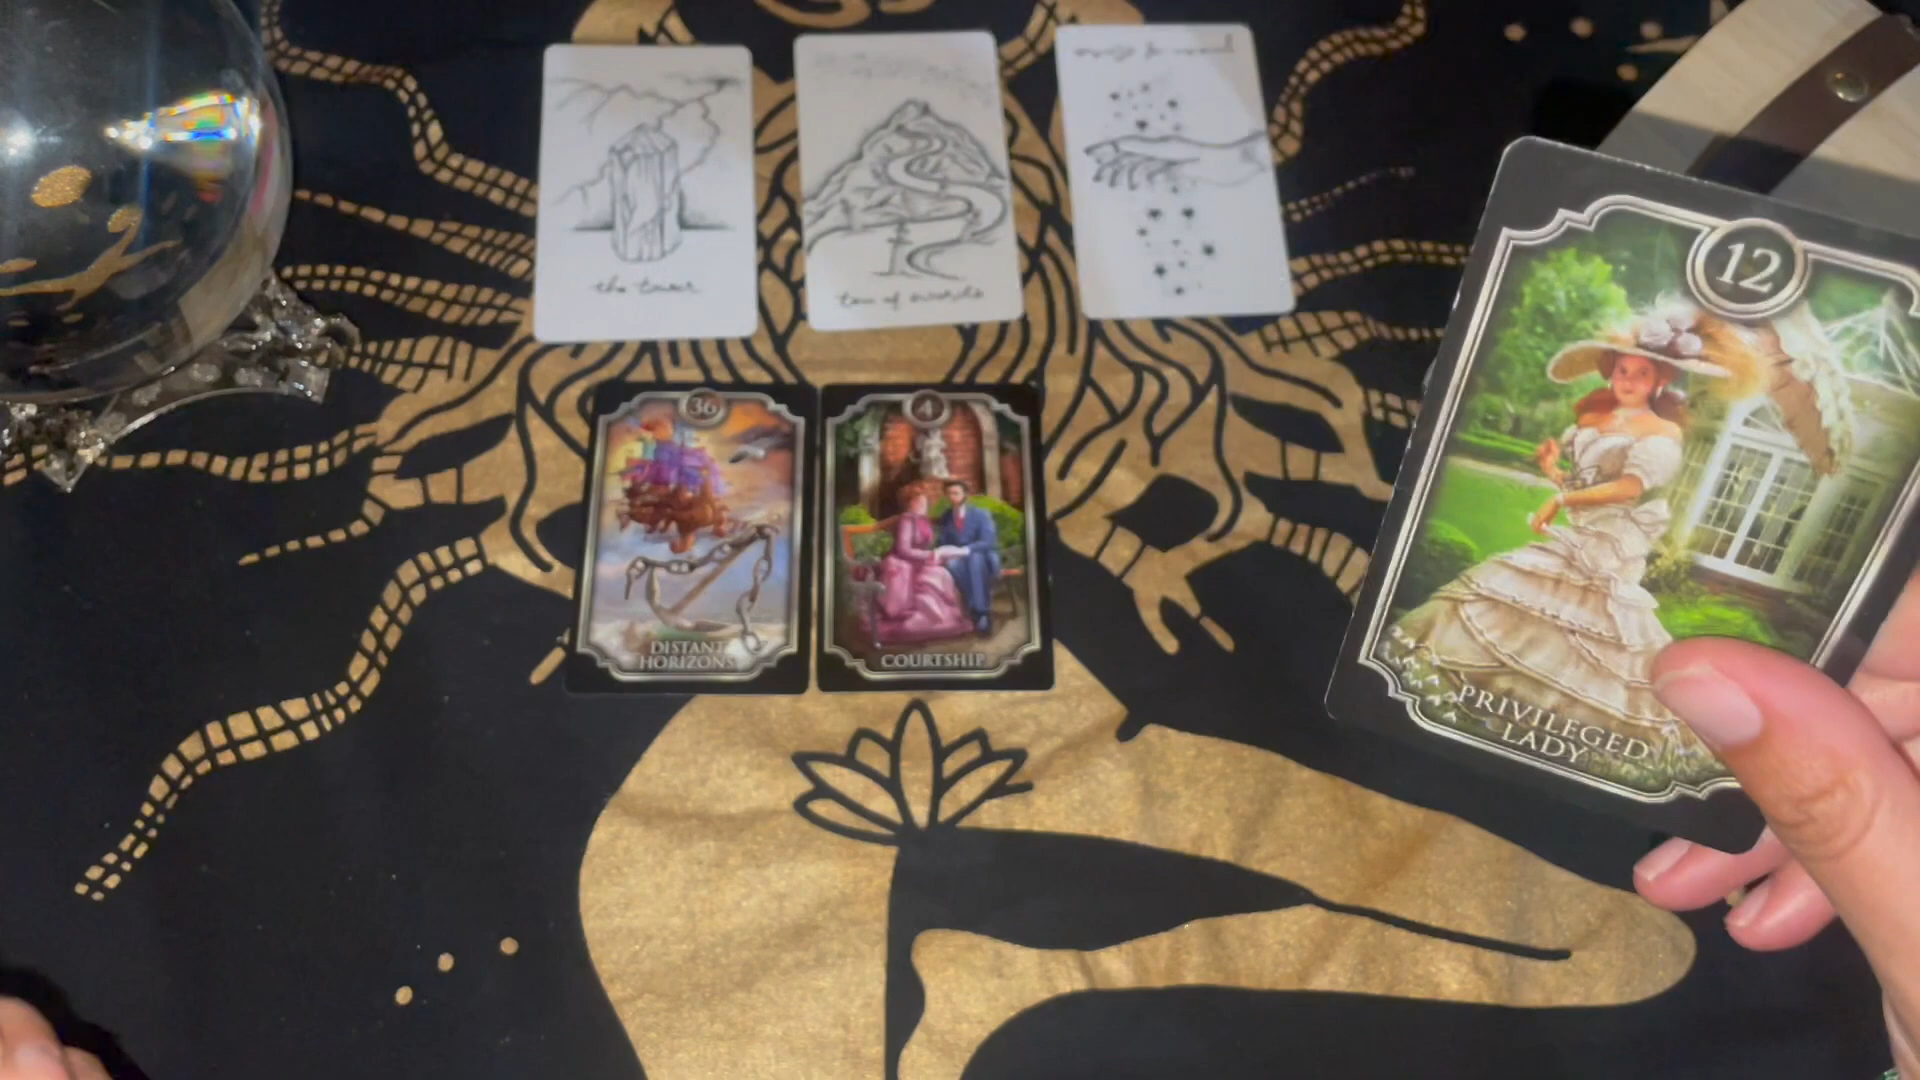 the tower
ten of swords
36
DISTANT
HORIZONS
4
COURTSHIP
12
PRIVILEGED
LADY